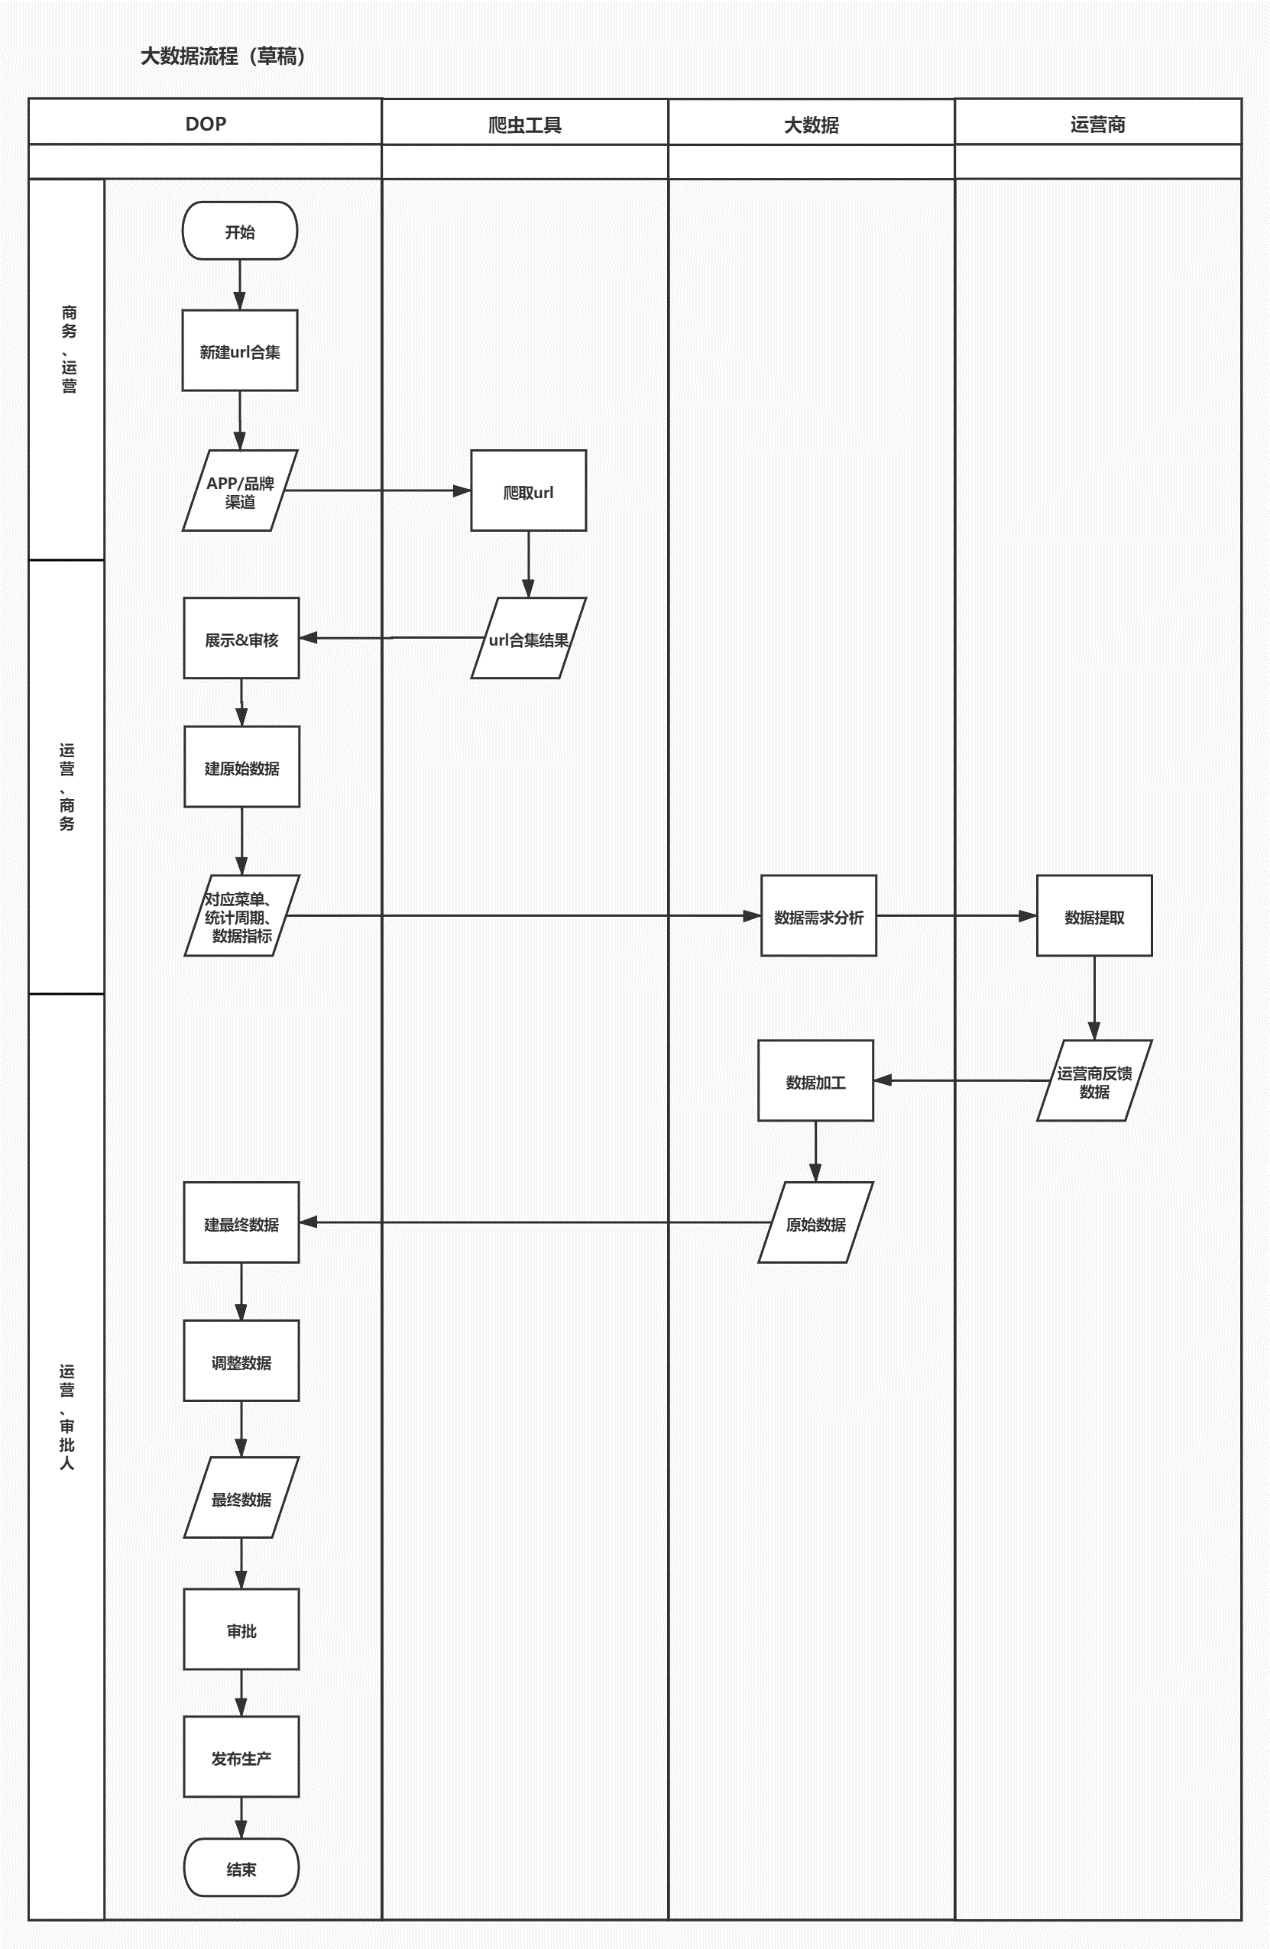 大数据流程（草稿）
DOP
爬虫工具
大数据
运营商
商
务
、
运
营
开始
新建url合集
APP/品牌
渠道
爬取url
运
营
、
商
务
展示&审核
url合集结果
建原始数据
对应菜单、
统计周期、
数据指标
数据需求分析
数据提取
运
营
、
审
批
人
数据加工
运营商反馈
数据
建最终数据
原始数据
调整数据
最终数据
审批
发布生产
结束